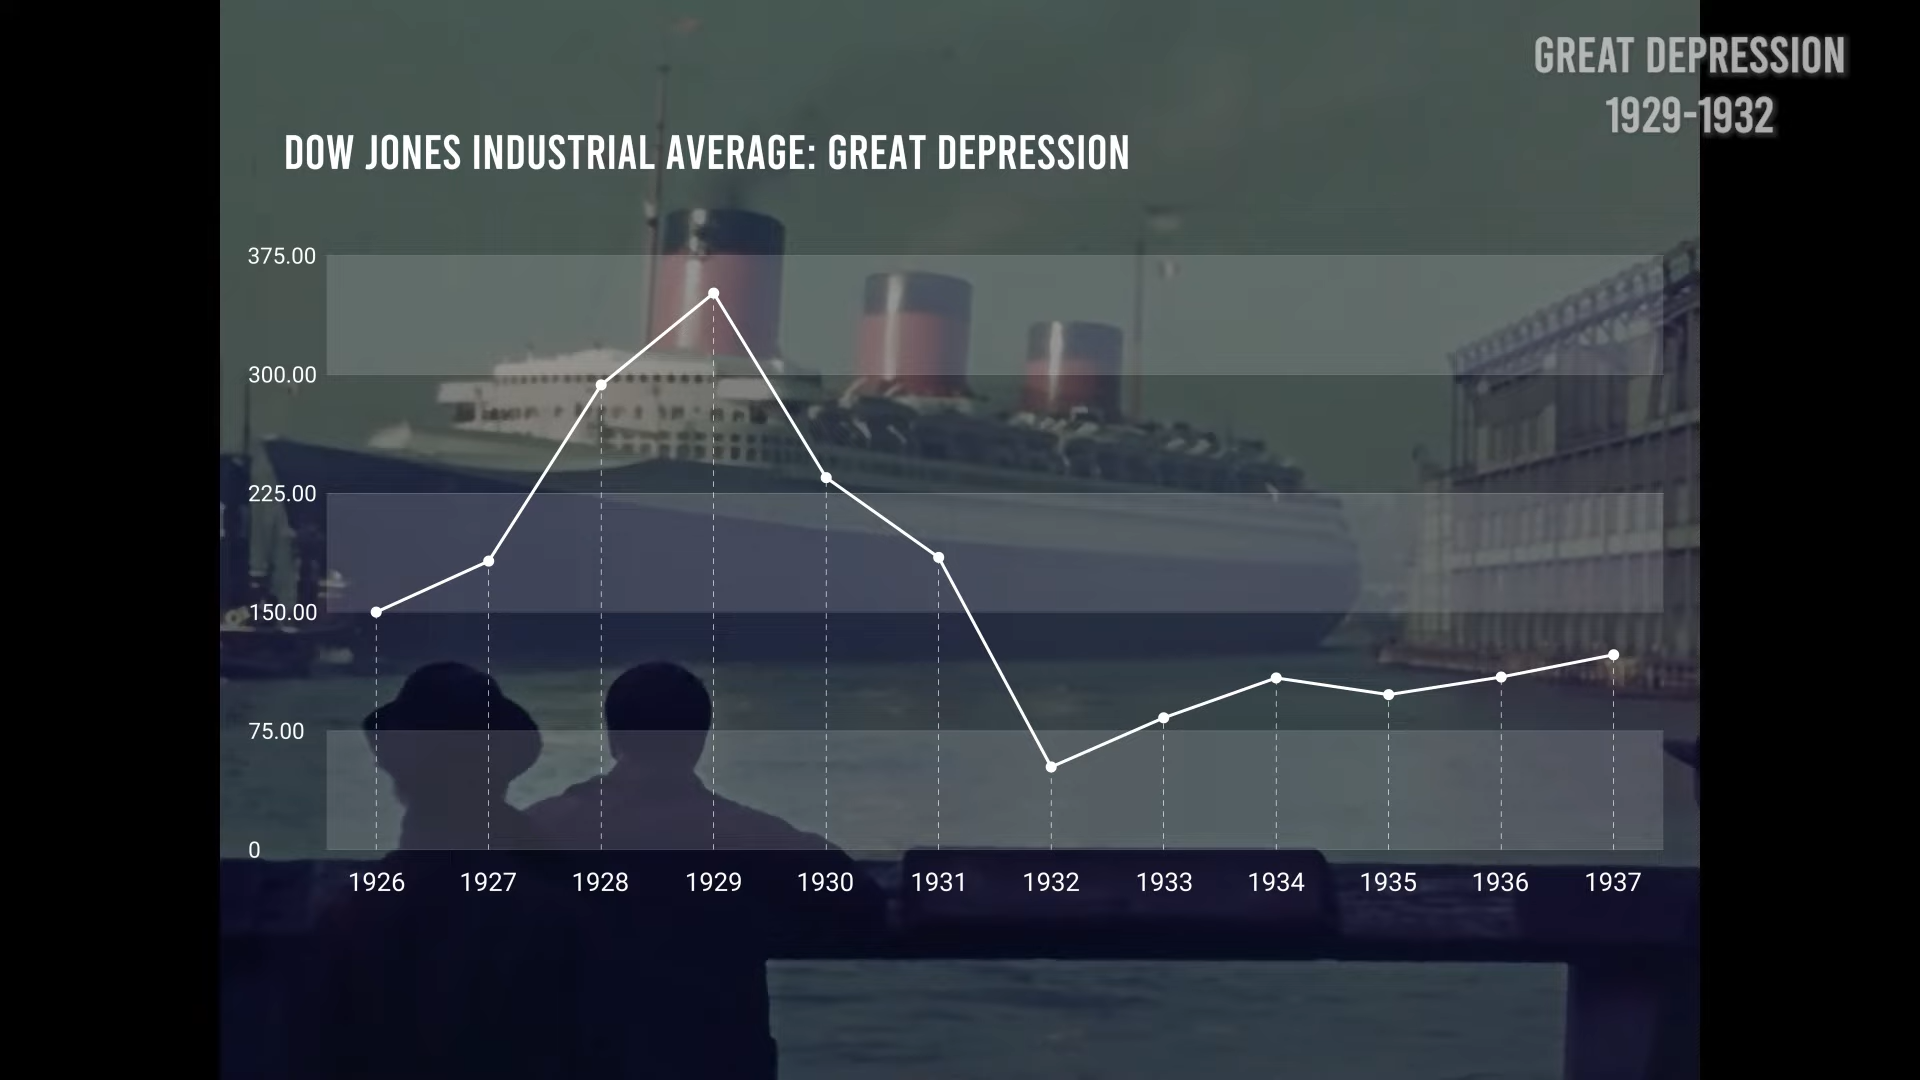 GREAT DEPRESSION
1929-1932
DOW JONES INDUSTRIAL AVERAGE: GREAT DEPRESSION
375.00
300.00
225.00
150.00
75.00
0
1926 1927 1928 1929 1930 1931 1932 1933 1934 1935 1936 1937